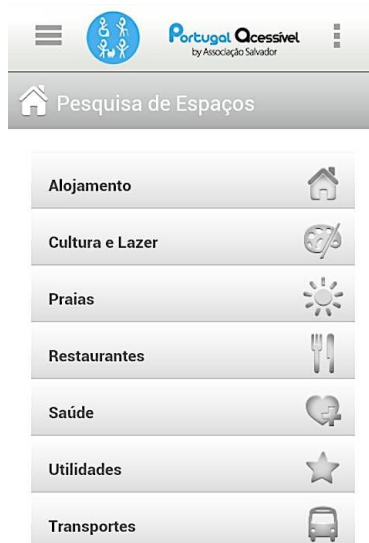 Portugal Acessível
by Associação Salvador
Pesquisa de Espaços
Alojamento
Cultura e Lazer
Praias
Restaurantes
Saúde
Utilidades
Transportes